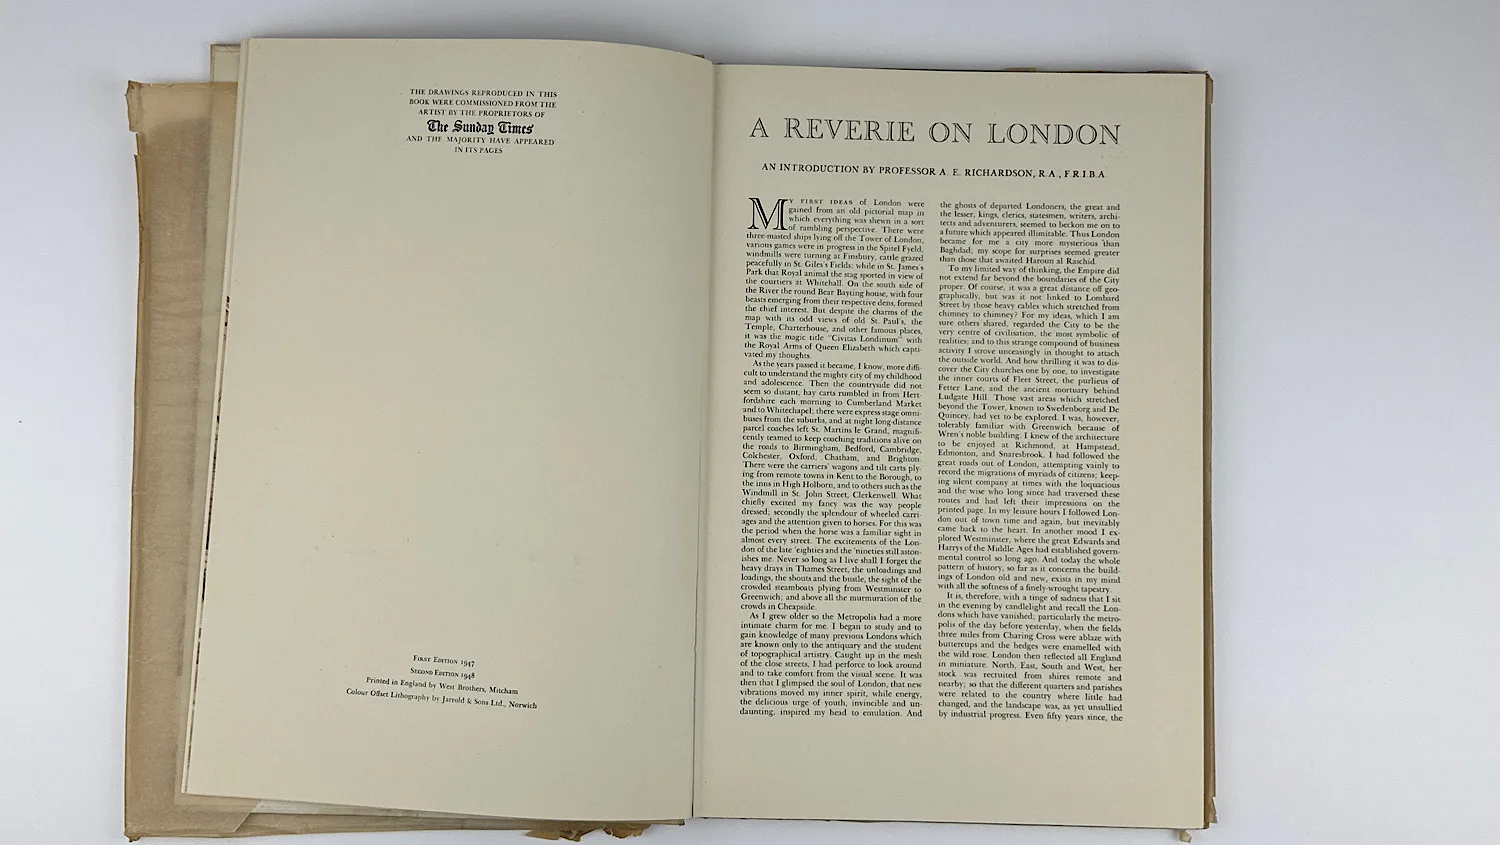 THE DRAWINGS REPRODUCED IN THIS
BOOK WERE COMMISSIONED FROM THE
ARTIST BY THE PROPRIETORS OF
The Sunday Times
AND THE MAJORITY HAVE APPEARED
IN ITS PAGES
FIRST EDITION 1947
SECOND EDITION 1948
Printed in England by West Brothers, Mitcham
Colour Offset Lithography by Jarrold & Sons Ltd., Norwich
A REVERIE ON LONDON
AN INTRODUCTION BY PROFESSOR A. E. RICHARDSON, R.A., F.R.I.B.A.
MY FIRST IDEAS of London were
gained from an old pictorial map in
which everything was shewn in a sort
of rambling perspective. There were
three-masted ships lying off the Tower of London,
various games were in progress in the Spitel Fyeld,
windmills were turning at Finsbury, cattle grazed
peacefully in St. Giles's Fields; while in St. James's
Park that Royal animal the stag sported in view of
the courtiers at Whitehall. On the south side of
the River the round Bear Bayting house, with four
beasts emerging from their respective dens, formed
the chief interest. But despite the charms of the
map with its odd views of old St. Paul's, the
Temple, Charterhouse, and other famous places,
it was the magic title "Civitas Londinum" with
the Royal Arms of Queen Elizabeth which capti-
vated my thoughts.
As the years passed it became, I know, more diffi-
cult to understand the mighty city of my childhood
and adolescence. Then the countryside did not
seem so distant, hay carts rumbled in from Hert-
fordshire each morning to Cumberland Market
and to Whitechapel; there were express stage omni-
buses from the suburbs, and at night long-distance
parcel coaches left St. Martins le Grand, magnifi-
cently teamed to keep coaching traditions alive on
the roads to Birmingham, Bedford, Cambridge,
Colchester, Oxford, Chatham, and Brighton.
There were the carriers' wagons and tilt carts ply-
ing from remote towns in Kent to the Borough, to
the inns in High Holborn, and to others such as the
Windmill in St. John Street, Clerkenwell. What
chiefly excited my fancy was the way people
dressed; secondly the splendour of wheeled carri-
ages and the attention given to horses. For this was
the period when the horse was a familiar sight in
almost every street. The excitements of the Lon-
don of the late 'eighties and the 'nineties still aston-
ishes me. Never so long as I live shall I forget the
heavy drays in Thames Street, the unloadings and
loadings, the shouts and the bustle, the sight of the
crowded steamboats plying from Westminster to
Greenwich; and above all the murmuration of the
crowds in Cheapside.
As I grew older so the Metropolis had a more
intimate charm for me. I began to study and to
gain knowledge of many previous Londons which
are known only to the antiquary and the student
of topographical artistry. Caught up in the mesh
of the close streets, I had perforce to look around
and to take comfort from the visual scene. It was
then that I glimpsed the soul of London, that new
vibrations moved my inner spirit, while energy,
the delicious urge of youth, invincible and un-
daunting, inspired my head to emulation. And
the ghosts of departed Londoners, the great and
the lesser, kings, clerics, statesmen, writers, archi-
tects and adventurers, seemed to beckon me on to
a future which appeared illimitable. Thus London
became for me a city more mysterious than
Baghdad; my scope for surprises seemed greater
than those that awaited Haroun al Raschid.
To my limited way of thinking, the Empire did
not extend far beyond the boundaries of the City
proper. Of course, it was a great distance off geo-
graphically, but was it not linked to Lombard
Street by those heavy cables which stretched from
chimney to chimney? For my ideas, which I am
sure others shared, regarded the City to be the
very centre of civilisation, the most symbolic of
realities; and to this strange compound of business
activity I strove unceasingly in thought to attach
the outside world. And how thrilling it was to dis-
cover the City churches one by one, to investigate
the inner courts of Fleet Street, the purlieus of
Fetter Lane, and the ancient mortuary behind
Ludgate Hill. Those vast areas which stretched
beyond the Tower, known to Swedenborg and De
Quincey, had yet to be explored. I was, however,
tolerably familiar with Greenwich because of
Wren's noble building. I knew of the architecture
to be enjoyed at Richmond, at Hampstead,
Edmonton, and Snaresbrook. I had followed the
great roads out of London, attempting vainly to
record the migrations of myriads of citizens; keep-
ing silent company at times with the loquacious
and the wise who long since had traversed these
routes and had left their impressions on the
printed page. In my leisure hours I followed Lon-
don out of town time and again, but inevitably
came back to the heart. In another mood I ex-
plored Westminster, where the great Edwards and
Harrys of the Middle Ages had established govern-
mental control so long ago. And today the whole
pattern of history, so far as it concerns the build-
ings of London old and new, exists in my mind
with all the softness of a finely-wrought tapestry.
It is, therefore, with a tinge of sadness that I sit
in the evening by candlelight and recall the Lon-
dons which have vanished; particularly the metro-
polis of the day before yesterday, when the fields
three miles from Charing Cross were ablaze with
buttercups and the hedges were enamelled with
the wild rose. London then reflected all England
in miniature. North, East, South and West, her
stock was recruited from shires remote and
nearby; so that the different quarters and parishes
were related to the country where little had
changed, and the landscape was, as yet unsullied
by industrial progress. Even fifty years since, the